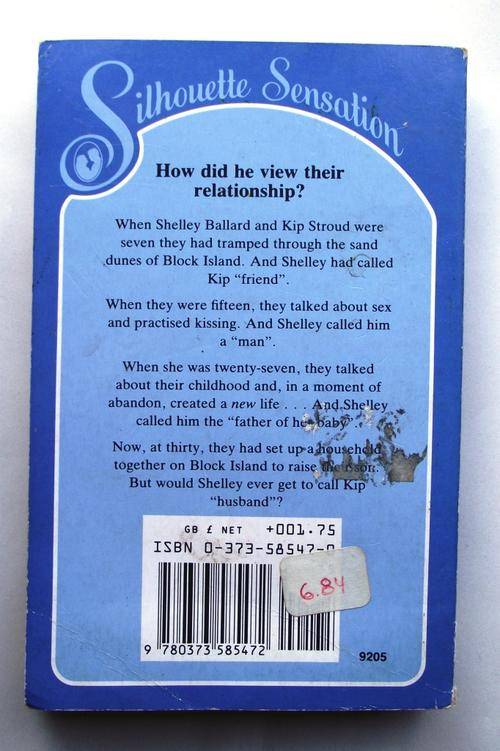 Silhouette Sensation
How did he view their
relationship?
When Shelley Ballard and Kip Stroud were
seven they had tramped through the sand
dunes of Block Island. And Shelley had called
Kip “friend”.
When they were fifteen, they talked about sex
and practised kissing. And Shelley called him
a “man”.
When she was twenty-seven, they talked
about their childhood and, in a moment of
abandon, created a new life . . . And Shelley
called him the “father of her baby”.
Now, at thirty, they had set up a household
together on Block Island to raise their son.
But would Shelley ever get to call Kip
“husband”?
GB £ NET +001.75
ISBN 0-373-58547-
6.84
9 780373 585472
9205